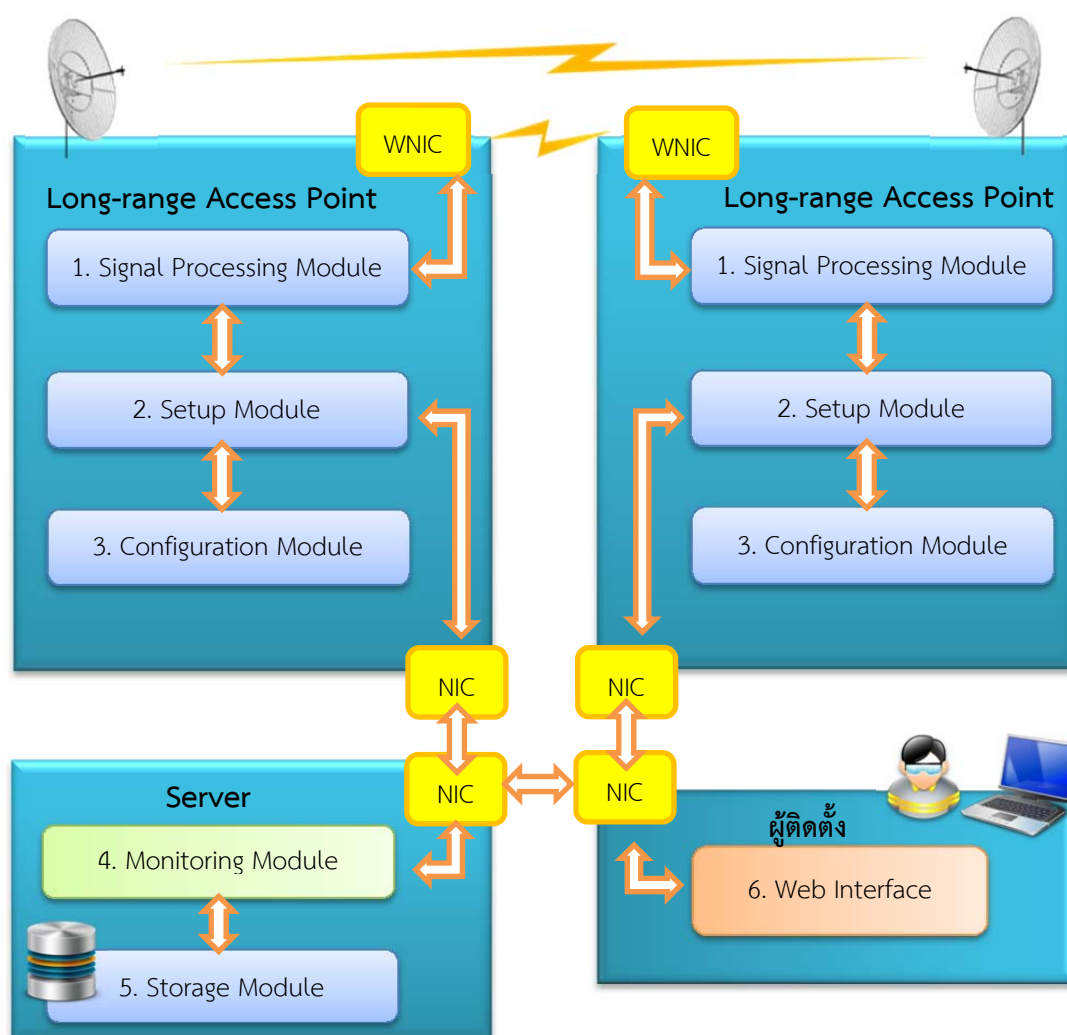 WNIC
Long-range Access Point
1. Signal Processing Module
2. Setup Module
3. Configuration Module
NIC
WNIC
Long-range Access Point
1. Signal Processing Module
2. Setup Module
3. Configuration Module
NIC
Server
NIC
4. Monitoring Module
5. Storage Module
NIC
ผู้ติดตั้ง
6. Web Interface